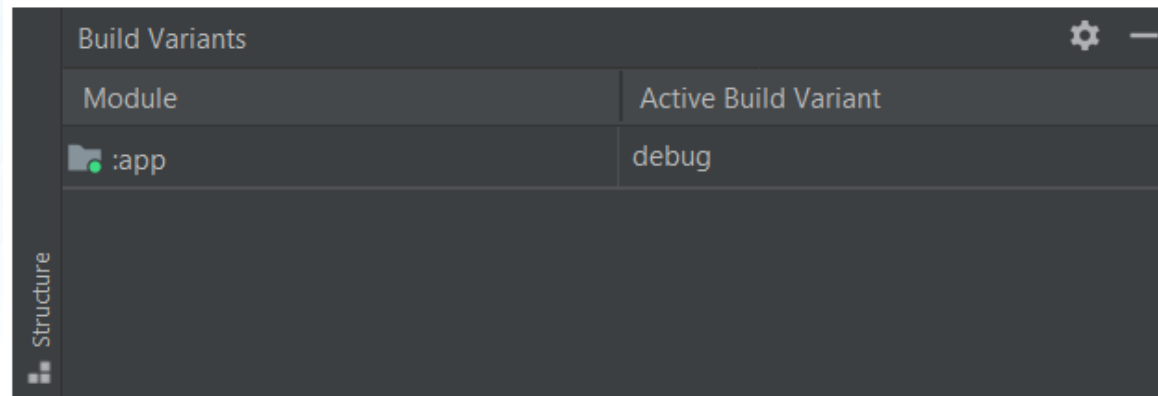 Build Variants
Module Active Build Variant
:app debug
Structure